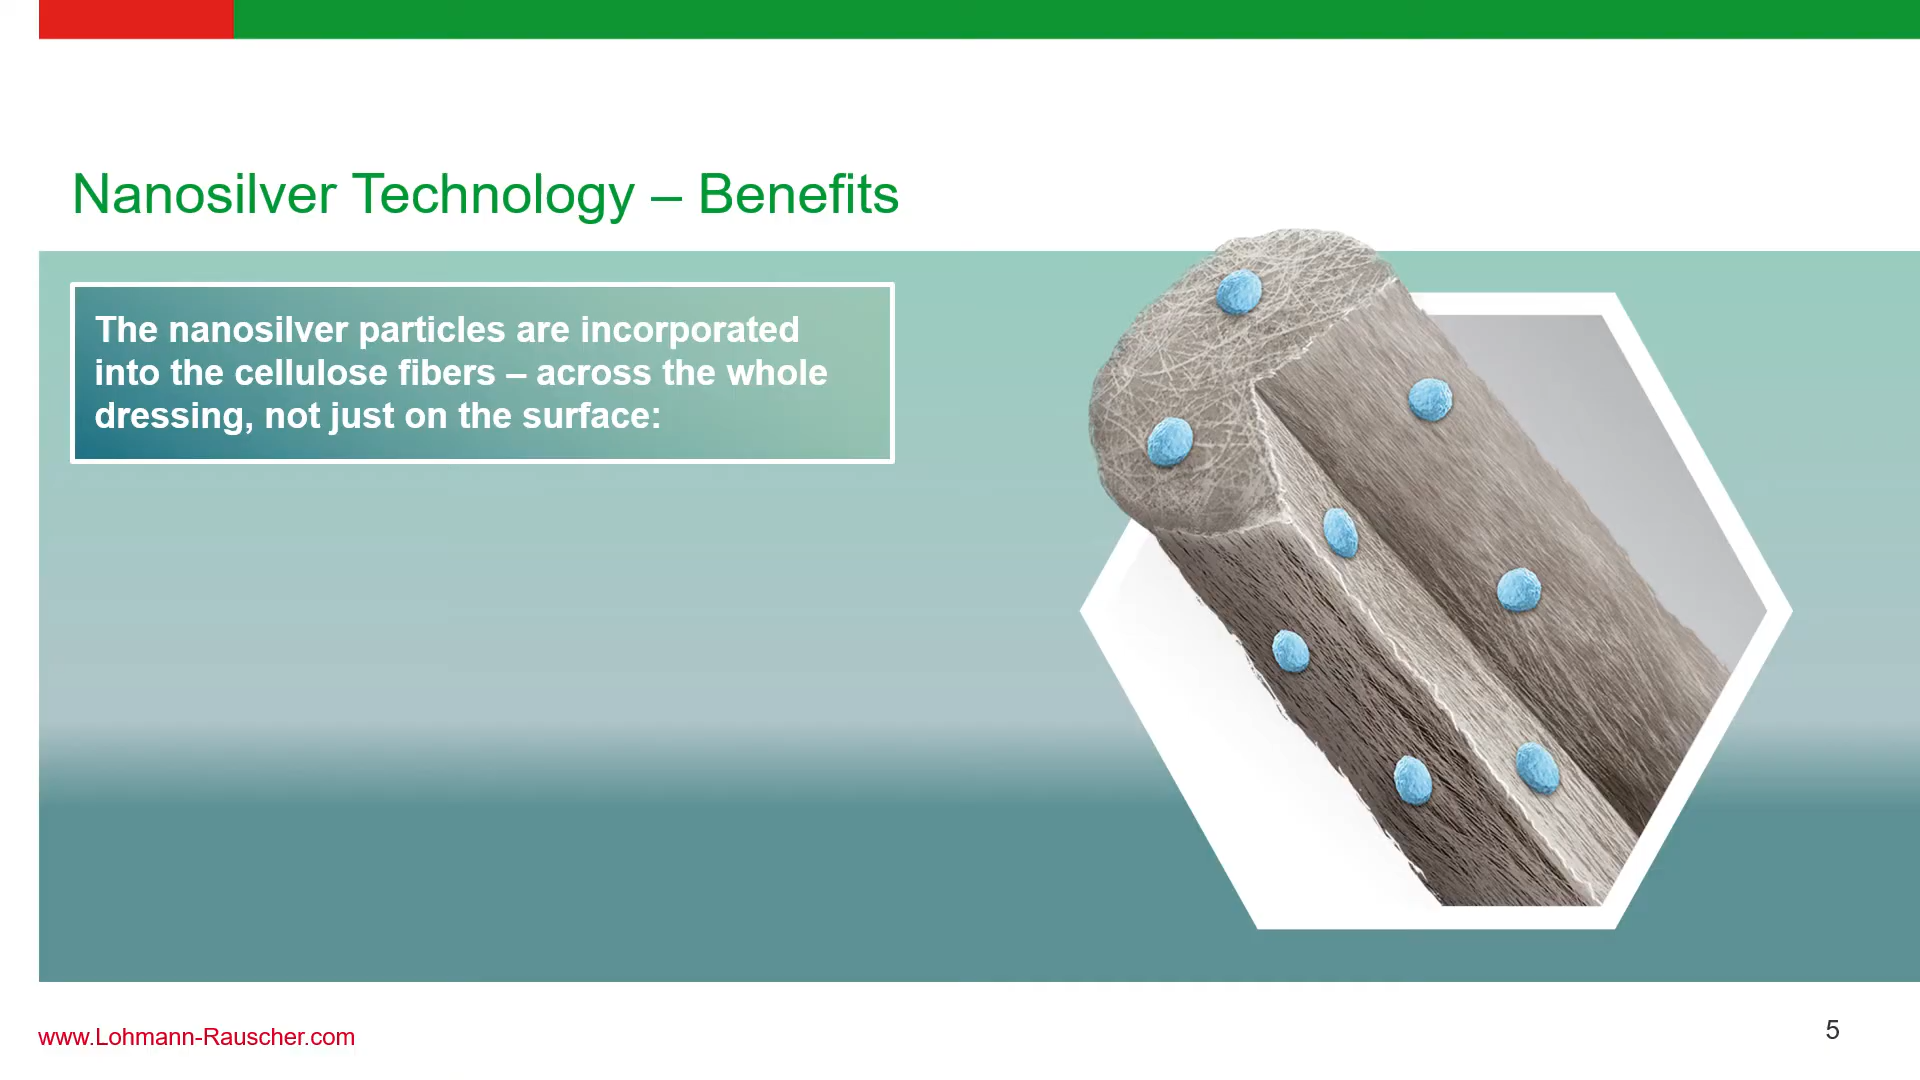 Nanosilver Technology – Benefits
The nanosilver particles are incorporated
into the cellulose fibers – across the whole
dressing, not just on the surface:
www.Lohmann-Rauscher.com
5